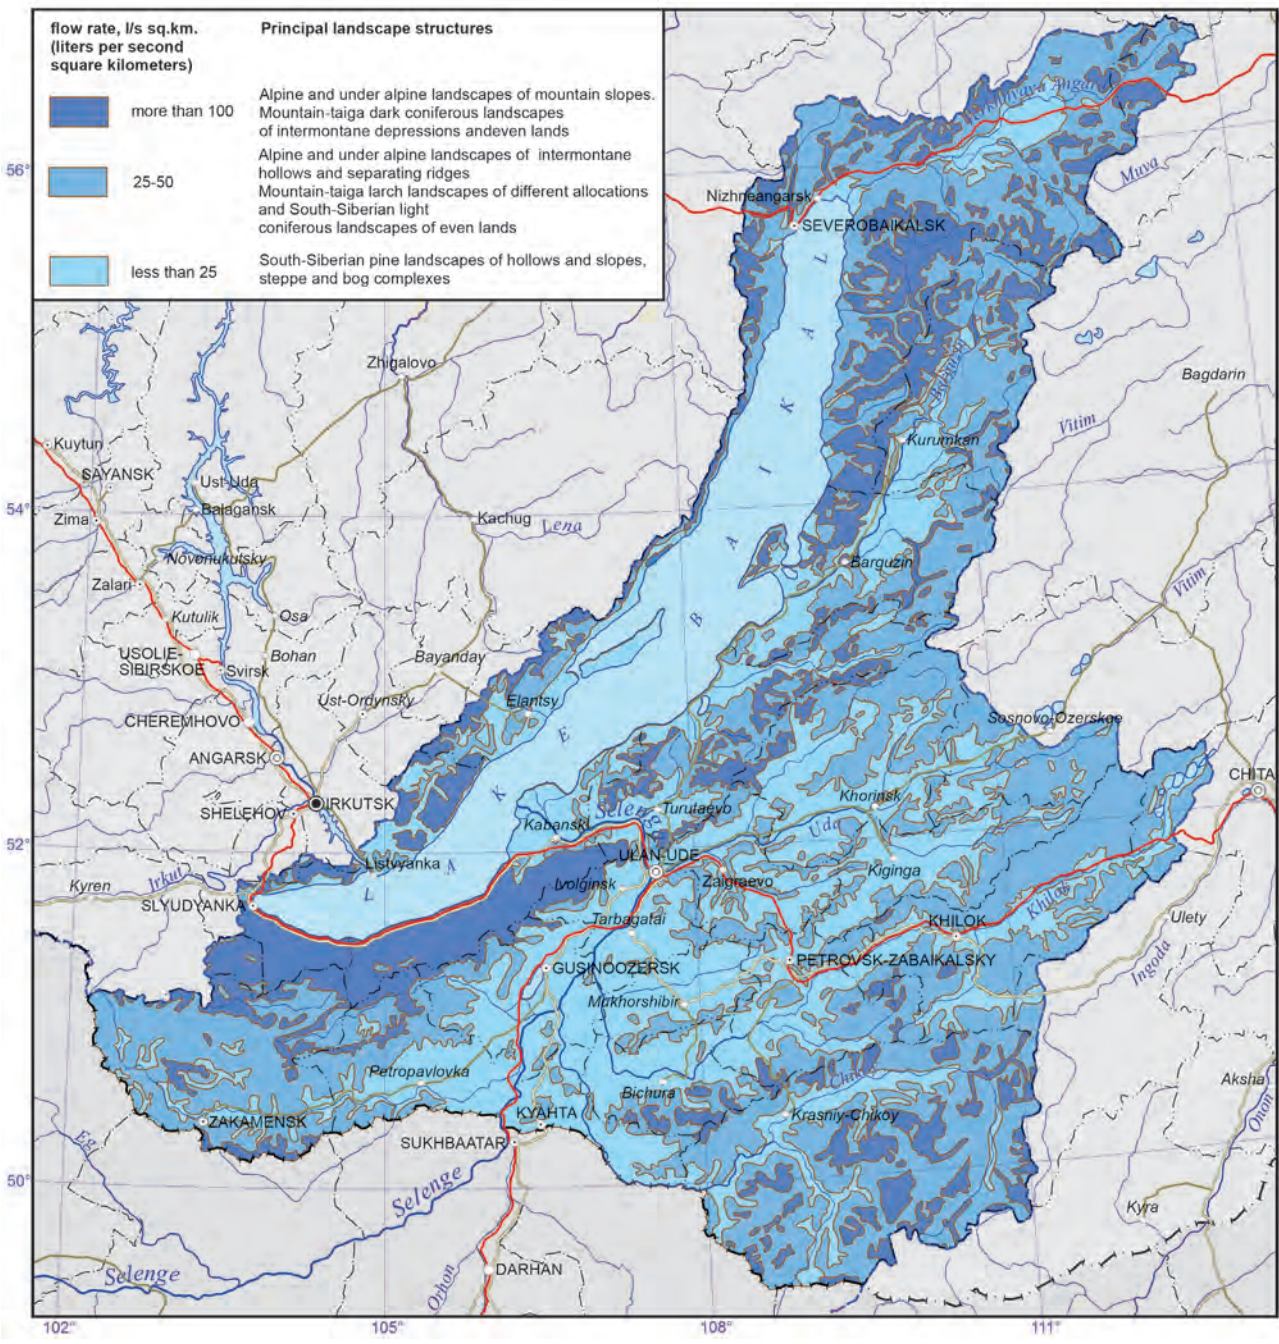 flow rate, l/s sq.km.
(liters per second
square kilometers)
Principal landscape structures
more than 100
Alpine and under alpine landscapes of mountain slopes.
Mountain-taiga dark coniferous landscapes
of intermontane depressions andeven lands
25-50
Alpine and under alpine landscapes of intermontane
hollows and separating ridges
Mountain-taiga larch landscapes of different allocations
and South-Siberian light
coniferous landscapes of even lands
less than 25
South-Siberian pine landscapes of hollows and slopes,
steppe and bog complexes
56°
Muya
Nizhneangarsk
SEVEROBAIKALSK
Zhigalovo
Bagdarin
Vitim
Kuytun
Kurumkan
SAYANSK
Ust-Uda
54°
Balagansk
Zima
Kachug
Lena
Novonukutsky
Barguzin
Zalari
Vitim
Kutulik
Osa
USOLIE-
SIBIRSKOE
Svirsk
Bohan
Bayanday
Ust-Ordynsky
Elantsy
CHEREMHOVO
Sosnovo-Ozerskoe
ANGARSK
CHITA
IRKUTSK
SHELEHOV
Khorinsk
Turutaevo
Selenga
Kabansk
Uda
52°
Listvyanka
ULAN-UDE
Kiginga
Zaigraevo
Kyren
Irkut
Ivolginsk
SLYUDYANKA
LAKE BAIKAL
Khilok
Tarbagatai
KHILOK
Ulety
PETROVSK-ZABAIKALSKY
GUSINOOZERSK
Ingoda
Mukhorshibir
Petropavlovka
Bichura
Chikoy
Aksha
Onon
ZAKAMENSK
KYAHTA
Krasniy-Chikoy
SUKHBAATAR
Eg
50°
Selenge
Kyra
Selenge
Orhon
DARHAN
102°
105°
108°
111°